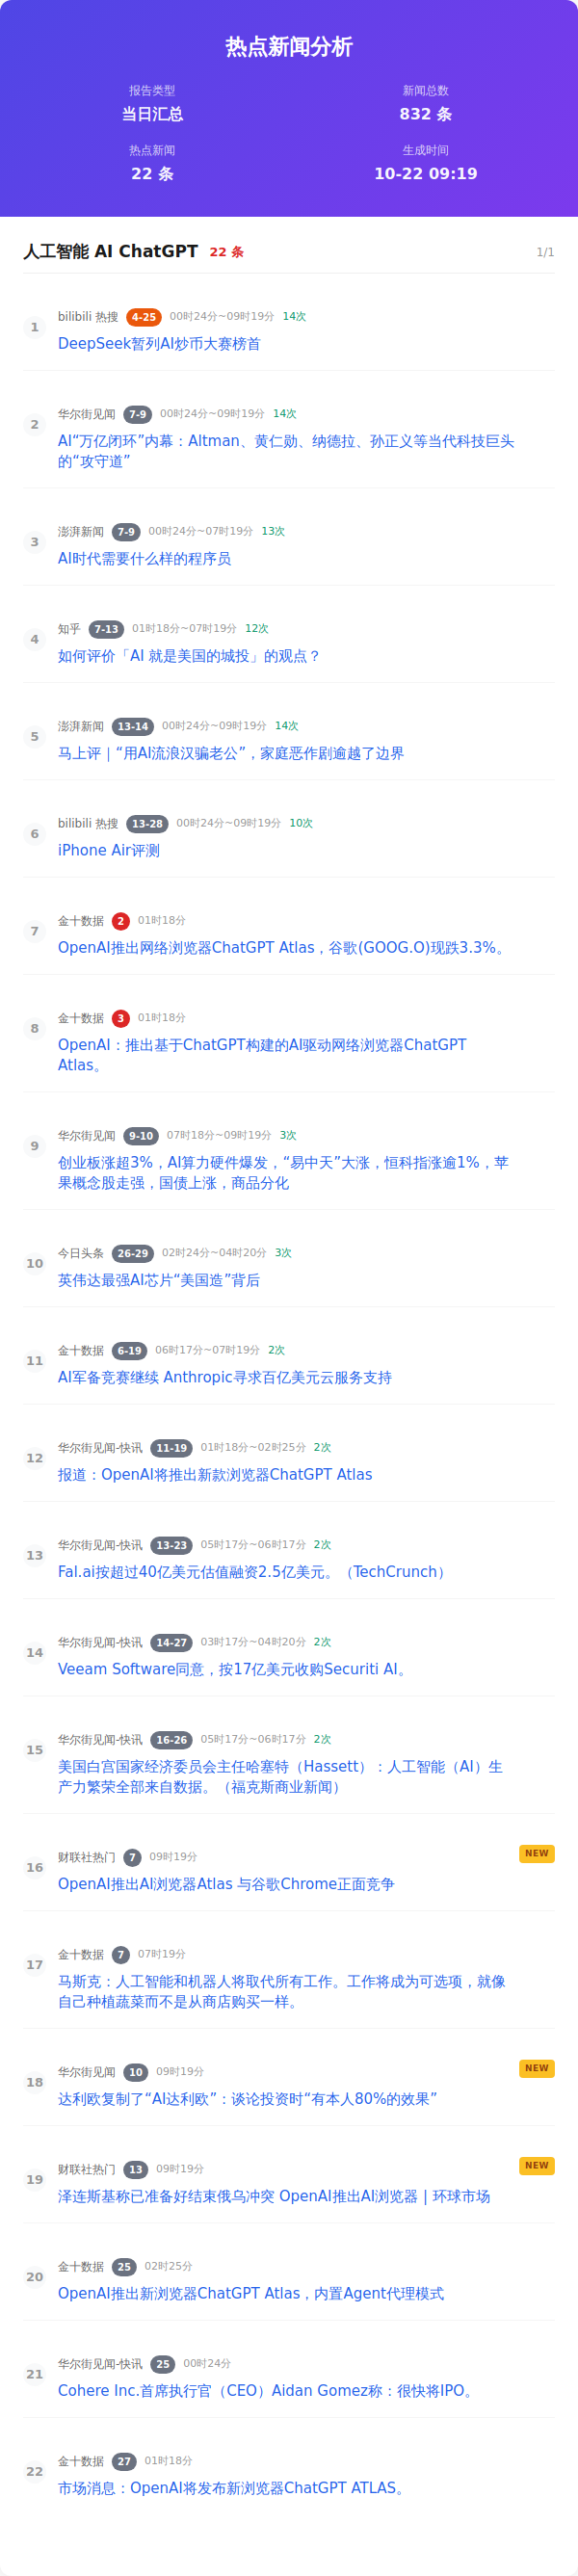 热点新闻分析
报告类型
新闻总数
当日汇总
832 条
热点新闻
生成时间
22 条
10-22 09:19
人工智能 AI ChatGPT 22 条 1/1
1 bilibili 热搜 4-25 00时24分~09时19分 14次
DeepSeek暂列AI炒币大赛榜首
2 华尔街见闻 7-9 00时24分~09时19分 14次
AI“万亿闭环”内幕：Altman、黄仁勋、纳德拉、孙正义等当代科技巨头
的“攻守道”
3 澎湃新闻 7-9 00时24分~07时19分 13次
AI时代需要什么样的程序员
4 知乎 7-13 01时18分~07时19分 12次
如何评价「AI 就是美国的城投」的观点？
5 澎湃新闻 13-14 00时24分~09时19分 14次
马上评｜“用AI流浪汉骗老公”，家庭恶作剧逾越了边界
6 bilibili 热搜 13-28 00时24分~09时19分 10次
iPhone Air评测
7 金十数据 2 01时18分
OpenAI推出网络浏览器ChatGPT Atlas，谷歌(GOOG.O)现跌3.3%。
8 金十数据 3 01时18分
OpenAI：推出基于ChatGPT构建的AI驱动网络浏览器ChatGPT
Atlas。
9 华尔街见闻 9-10 07时18分~09时19分 3次
创业板涨超3%，AI算力硬件爆发，“易中天”大涨，恒科指涨逾1%，苹
果概念股走强，国债上涨，商品分化
10 今日头条 26-29 02时24分~04时20分 3次
英伟达最强AI芯片“美国造”背后
11 金十数据 6-19 06时17分~07时19分 2次
AI军备竞赛继续 Anthropic寻求百亿美元云服务支持
12 华尔街见闻-快讯 11-19 01时18分~02时25分 2次
报道：OpenAI将推出新款浏览器ChatGPT Atlas
13 华尔街见闻-快讯 13-23 05时17分~06时17分 2次
Fal.ai按超过40亿美元估值融资2.5亿美元。（TechCrunch）
14 华尔街见闻-快讯 14-27 03时17分~04时20分 2次
Veeam Software同意，按17亿美元收购Securiti AI。
15 华尔街见闻-快讯 16-26 05时17分~06时17分 2次
美国白宫国家经济委员会主任哈塞特（Hassett）：人工智能（AI）生
产力繁荣全部来自数据。（福克斯商业新闻）
16 财联社热门 7 09时19分 NEW
OpenAI推出AI浏览器Atlas 与谷歌Chrome正面竞争
17 金十数据 7 07时19分
马斯克：人工智能和机器人将取代所有工作。工作将成为可选项，就像
自己种植蔬菜而不是从商店购买一样。
18 华尔街见闻 10 09时19分 NEW
达利欧复制了“AI达利欧”：谈论投资时“有本人80%的效果”
19 财联社热门 13 09时19分 NEW
泽连斯基称已准备好结束俄乌冲突 OpenAI推出AI浏览器 | 环球市场
20 金十数据 25 02时25分
OpenAI推出新浏览器ChatGPT Atlas，内置Agent代理模式
21 华尔街见闻-快讯 25 00时24分
Cohere Inc.首席执行官（CEO）Aidan Gomez称：很快将IPO。
22 金十数据 27 01时18分
市场消息：OpenAI将发布新浏览器ChatGPT ATLAS。